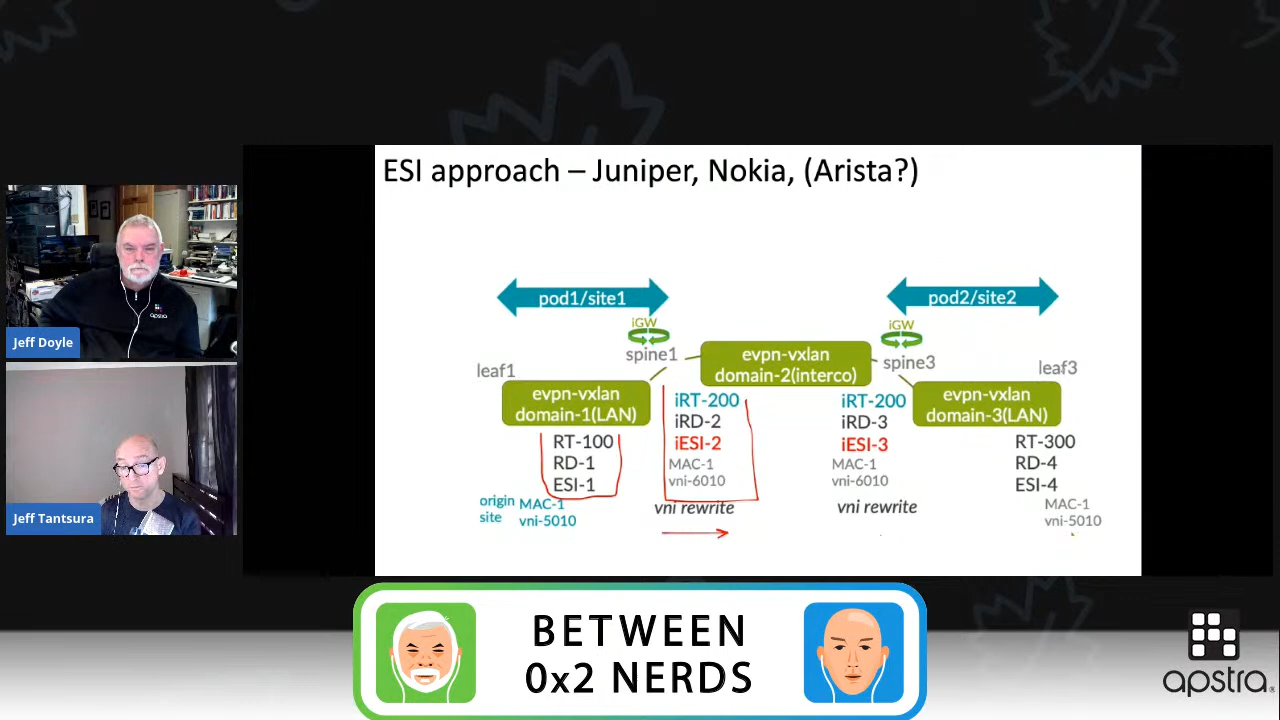 ESI approach – Juniper, Nokia, (Arista?)
pod1/site1
pod2/site2
iGW
iGW
spine1
spine3
leaf1
leaf3
evpn-vxlan
domain-2(interco)
evpn-vxlan
domain-1(LAN)
evpn-vxlan
domain-3(LAN)
RT-100
RD-1
ESI-1
origin
site
MAC-1
vni-5010
iRT-200
iRD-2
iESI-2
MAC-1
vni-6010
vni rewrite
iRT-200
iRD-3
iESI-3
MAC-1
vni-6010
vni rewrite
RT-300
RD-4
ESI-4
MAC-1
vni-5010
apstra
Jeff Doyle
Jeff Tantsura
BETWEEN
0x2 NERDS
apstra